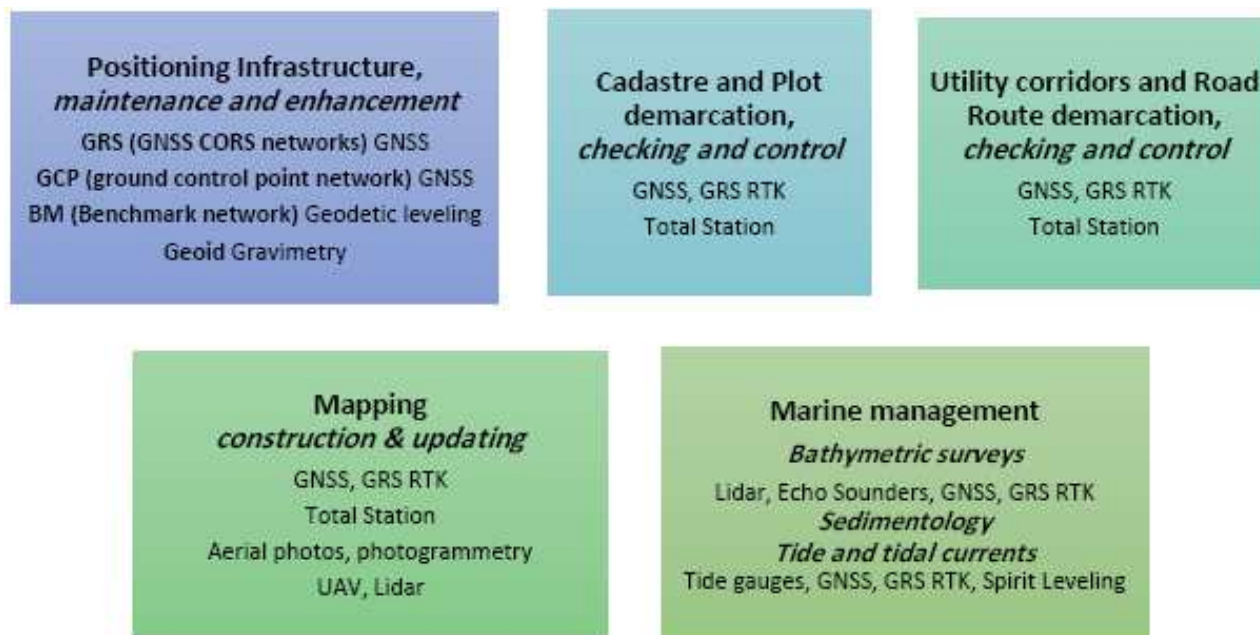 Positioning Infrastructure,
maintenance and enhancement
GRS (GNSS CORS networks) GNSS
GCP (ground control point network) GNSS
BM (Benchmark network) Geodetic leveling
Geoid Gravimetry
Cadastre and Plot
demarcation,
checking and control
GNSS, GRS RTK
Total Station
Utility corridors and Road
Route demarcation,
checking and control
GNSS, GRS RTK
Total Station
Mapping
construction & updating
GNSS, GRS RTK
Total Station
Aerial photos, photogrammetry
UAV, Lidar
Marine management
Bathymetric surveys
Lidar, Echo Sounders, GNSS, GRS RTK
Sedimentology
Tide and tidal currents
Tide gauges, GNSS, GRS RTK, Spirit Leveling